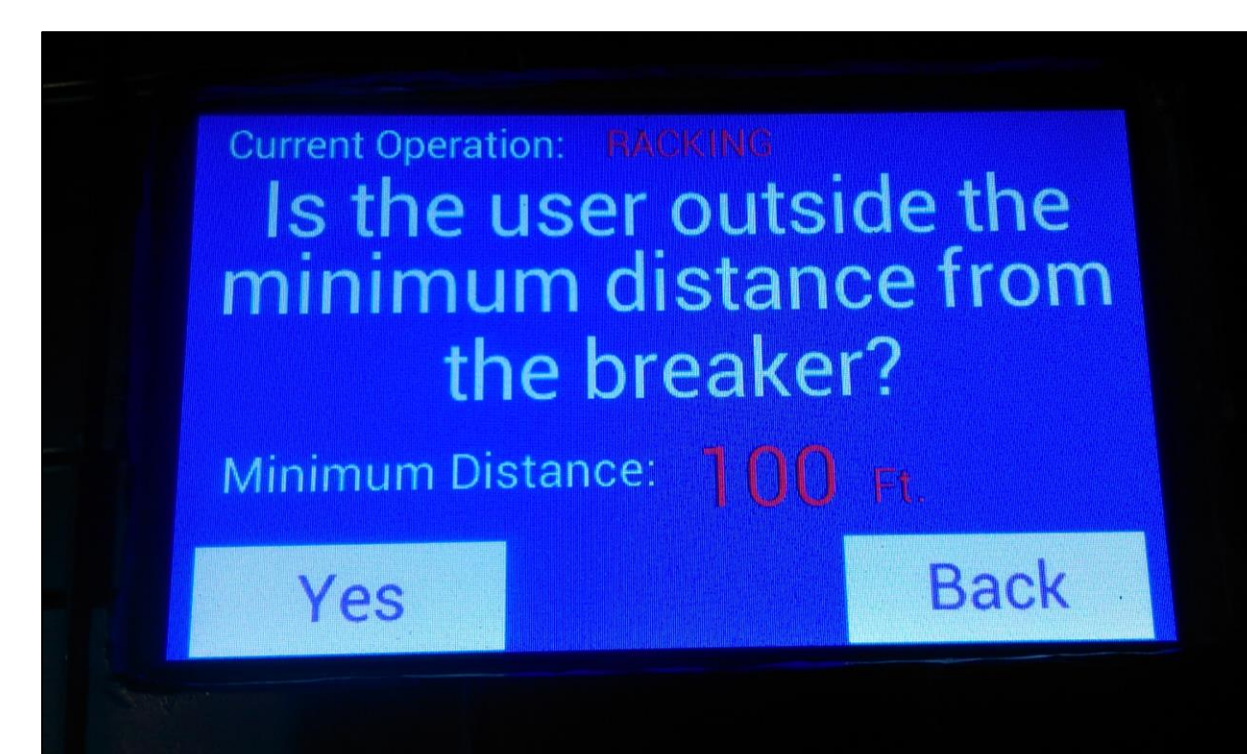 Current Operation: RACKING
Is the user outside the
minimum distance from
the breaker?
Minimum Distance: 100 Ft.
Yes Back